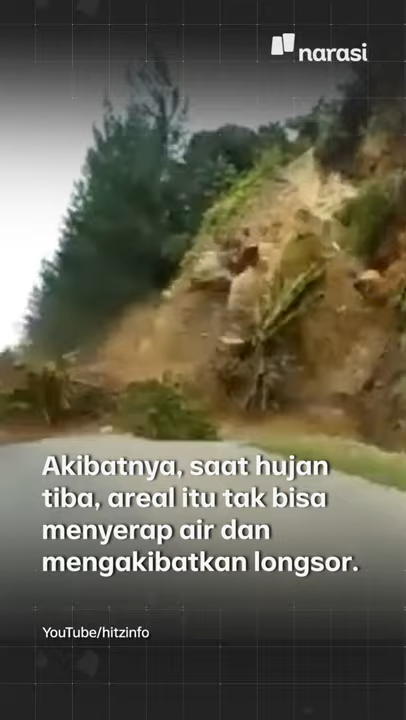 narasi
Akibatnya, saat hujan
tiba, areal itu tak bisa
menyerap air dan
mengakibatkan longsor.
YouTube/hitzinfo